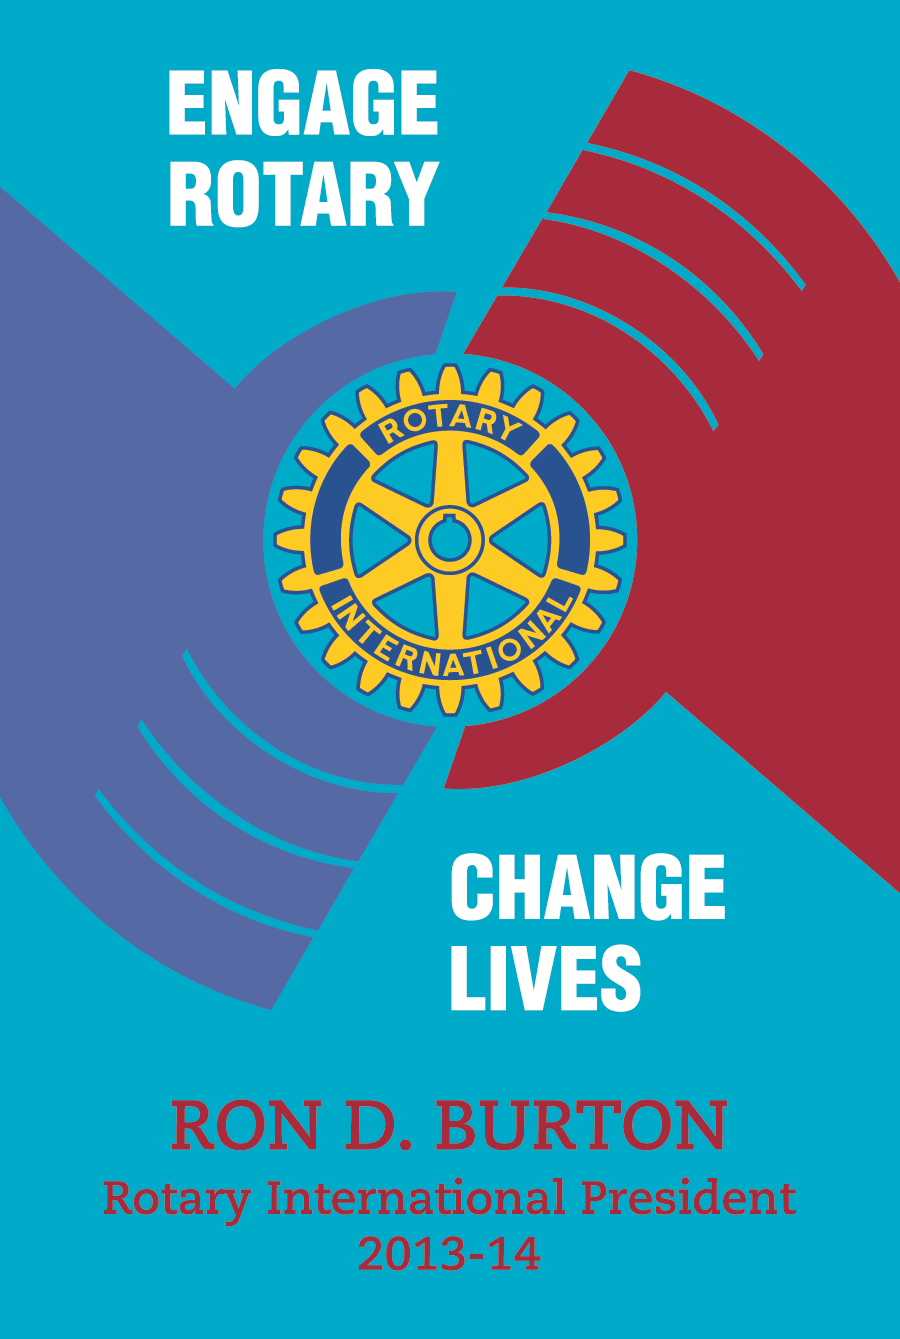 ENGAGE
ROTARY
ROTARY
INTERNATIONAL
CHANGE
LIVES
RON D. BURTON
Rotary International President
2013-14